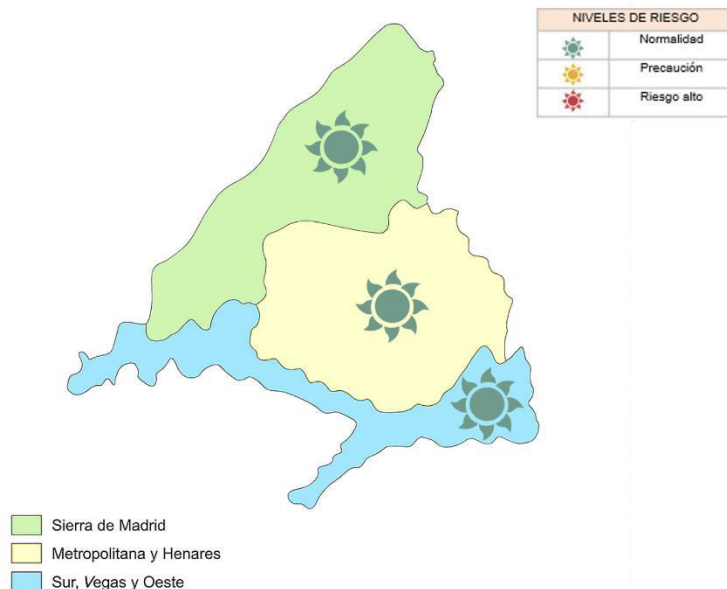 NIVELES DE RIESGO
Normalidad
Precaución
Riesgo alto
Sierra de Madrid
Metropolitana y Henares
Sur, Vegas y Oeste